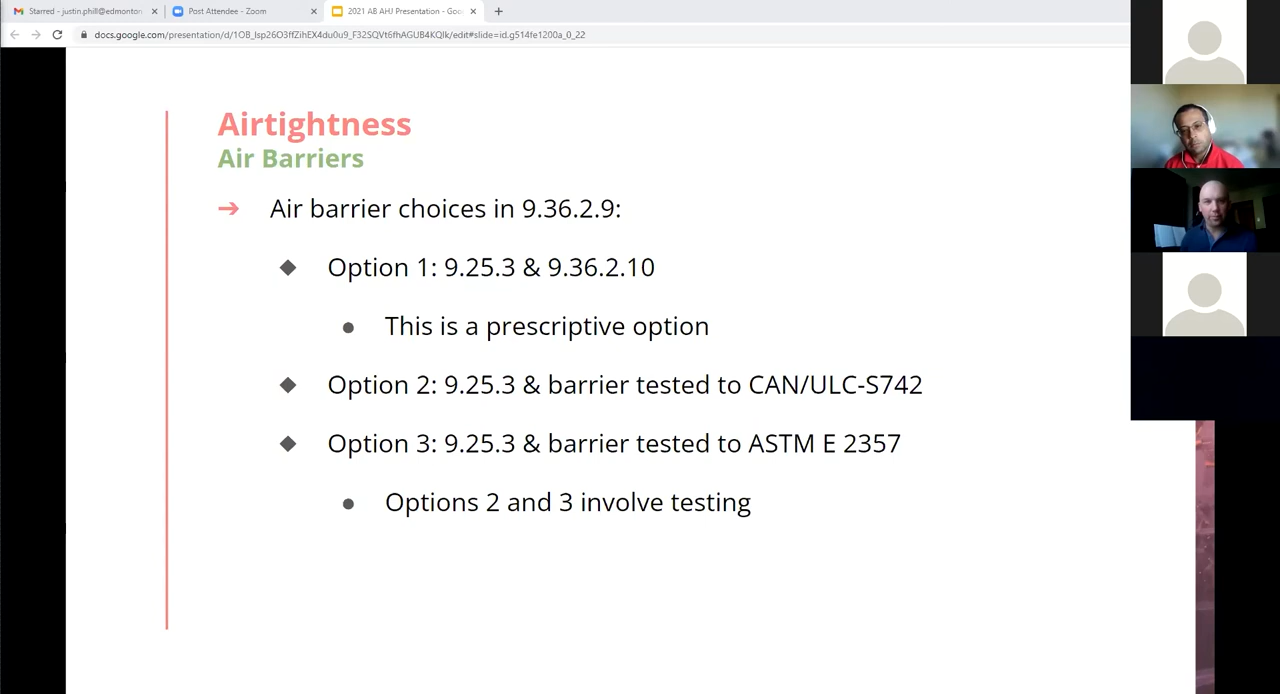 Starred - justin.phill@edmonton
Post Attendee - Zoom
2021 AB AHJ Presentation - Goo
docs.google.com/presentation/d/1OB_lsp26O3ffZihEX4du0u9_F32SQVt6fhAGUB4KQlk/edit#slide=id.g514fe1200a_0_22
Airtightness
Air Barriers
➔ Air barrier choices in 9.36.2.9:
◆ Option 1: 9.25.3 & 9.36.2.10
● This is a prescriptive option
◆ Option 2: 9.25.3 & barrier tested to CAN/ULC-S742
◆ Option 3: 9.25.3 & barrier tested to ASTM E 2357
● Options 2 and 3 involve testing